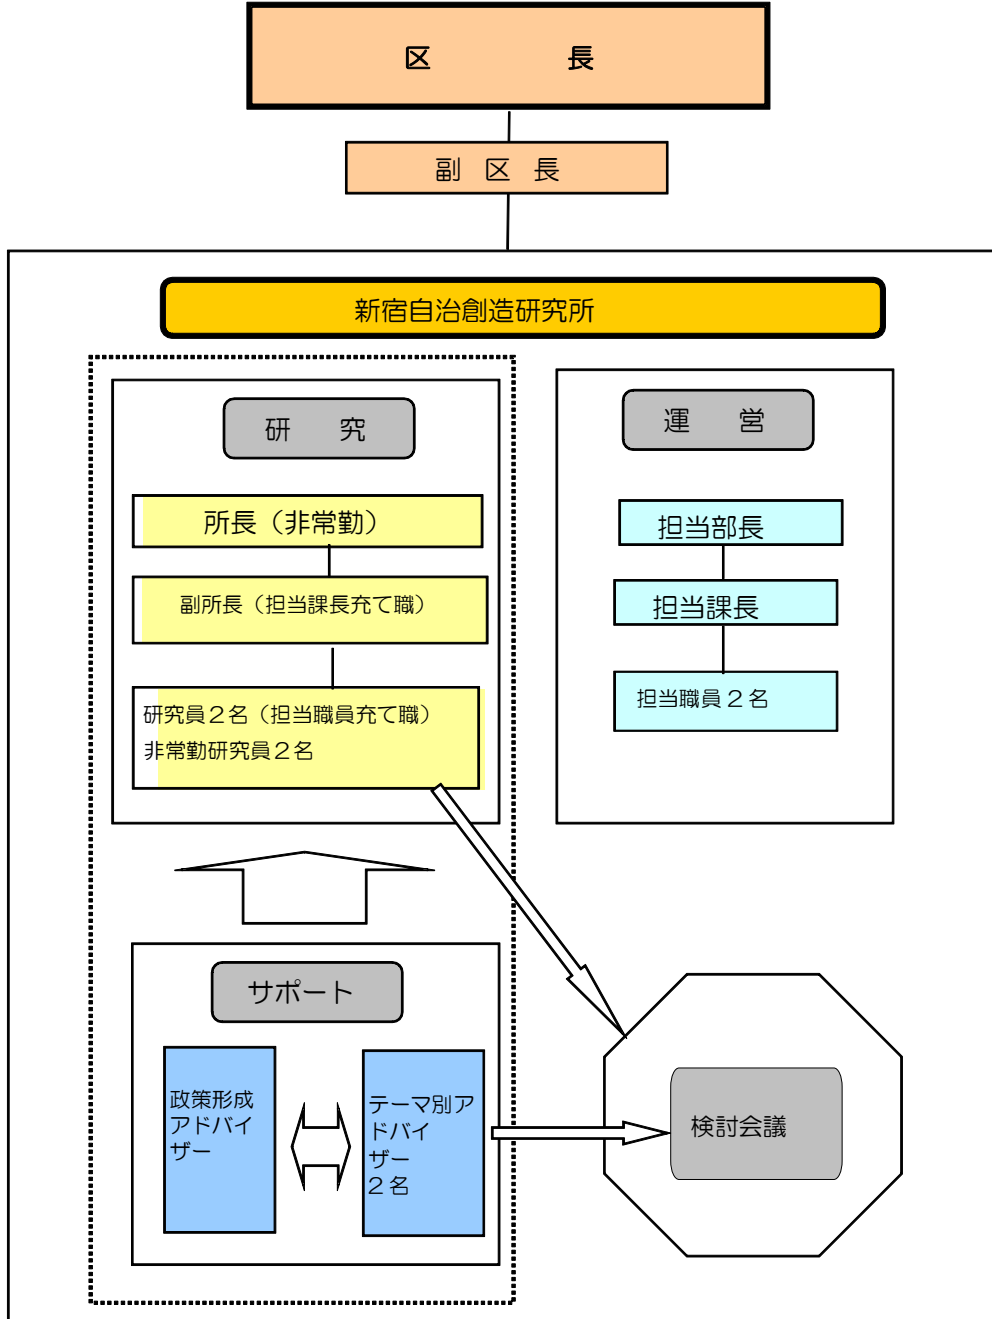 区　長
副 区 長
新宿自治創造研究所
研　究
所長（非常勤）
副所長（担当課長充て職）
研究員２名（担当職員充て職）
非常勤研究員２名
運　営
担当部長
担当課長
担当職員２名
サポート
政策形成
アドバイ
ザー
テーマ別ア
ドバイ
ザー
２名
検討会議